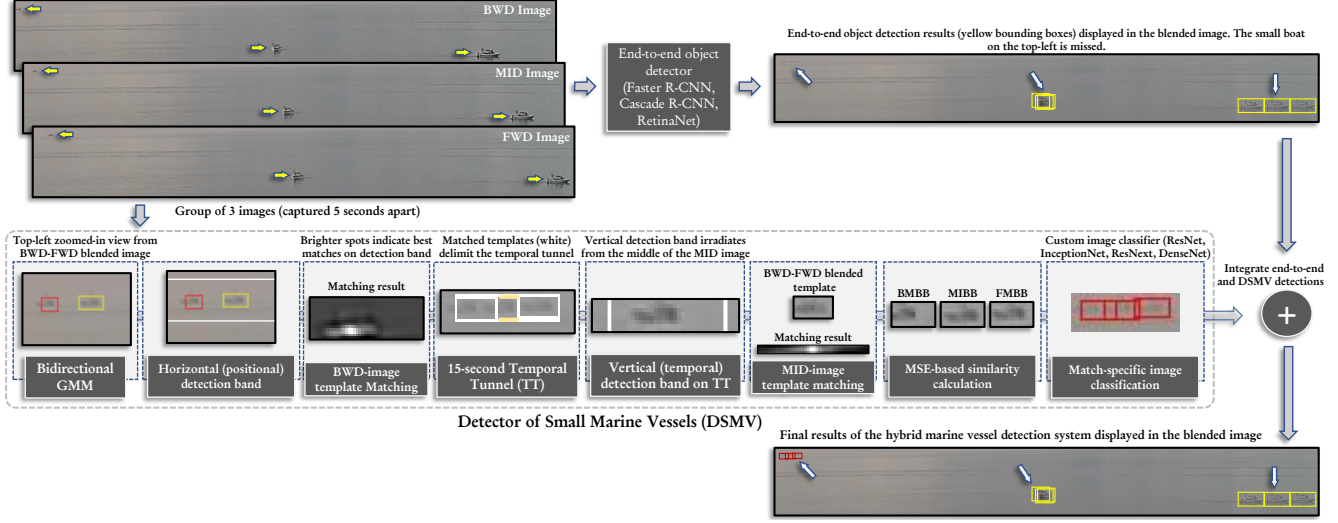 BWD Image
MID Image
FWD Image
End-to-end object
detector
(Faster R-CNN,
Cascade R-CNN,
RetinaNet)
End-to-end object detection results (yellow bounding boxes) displayed in the blended image. The small boat
on the top-left is missed.
Group of 3 images (captured 5 seconds apart)
Top-left zoomed-in view from
BWD-FWD blended image
Bidirectional
GMM
Horizontal (positional)
detection band
Brighter spots indicate best
matches on detection band
Matching result
BWD-image
template Matching
Matched templates (white)
delimit the temporal tunnel
15-second Temporal
Tunnel (TT)
Vertical detection band irradiates
from the middle of the MID image
Vertical (temporal)
detection band on TT
BWD-FWD blended
template
Matching result
MID-image
template matching
BMBB MIBB FMBB
MSE-based similarity
calculation
Custom image classifier (ResNet,
InceptionNet, ResNext, DenseNet)
Match-specific image
classification
Integrate end-to-end
and DSMV detections
+
Detector of Small Marine Vessels (DSMV)
Final results of the hybrid marine vessel detection system displayed in the blended image